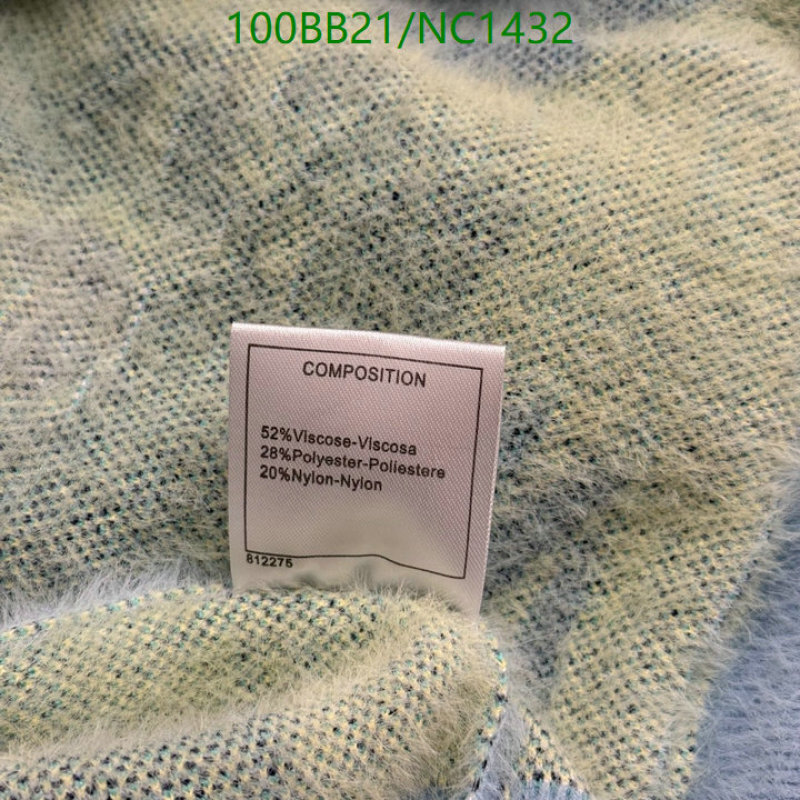 100BB21/NC1432
COMPOSITION
52%Viscose-Viscosa
28%Polyester-Poliestere
20%Nylon-Nylon
812275